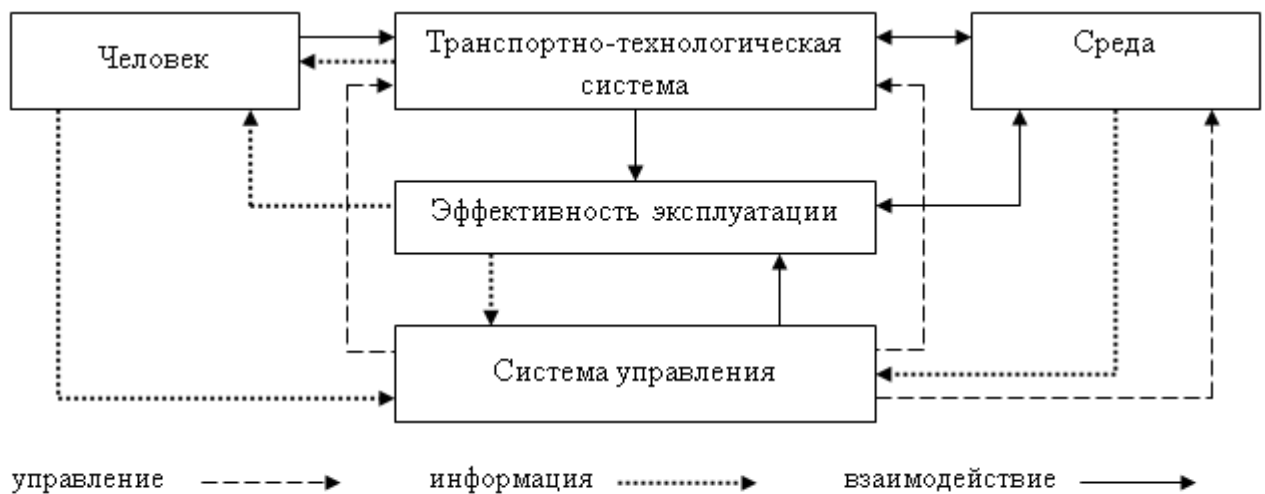 Человек
Транспортно-технологическая
система
Среда
Эффективность эксплуатации
Система управления
управление
информация
взаимодействие